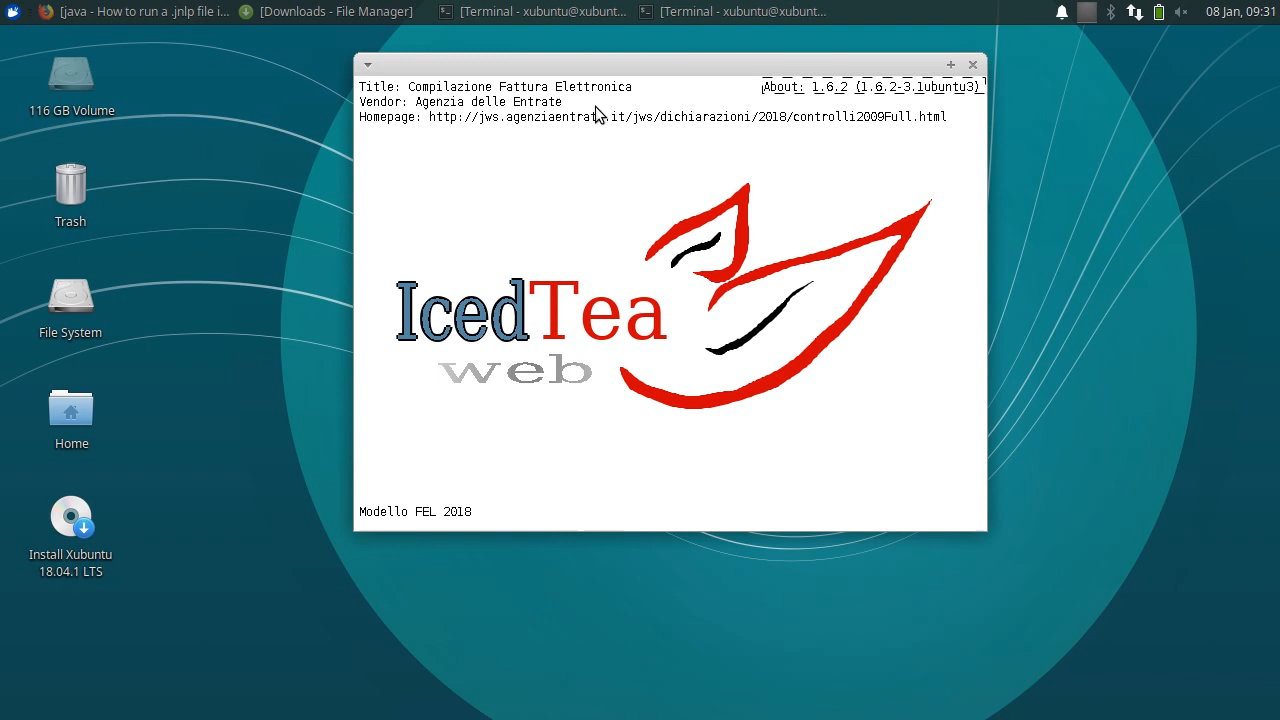 [java - How to run a .jnlp file i...
[Downloads - File Manager]
[Terminal - xubuntu@xubunt...
[Terminal - xubuntu@xubunt...
08 Jan, 09:31
116 GB Volume
Trash
File System
Home
Install Xubuntu
18.04.1 LTS
Title: Compilazione Fattura Elettronica
About: 1.6.2 (1.6.2-3.1ubuntu3)
Vendor: Agenzia delle Entrate
Homepage: http://jws.agenziaentrate.it/jws/dichiarazioni/2018/controlli2009Full.html
IcedTea
web
Modello FEL 2018